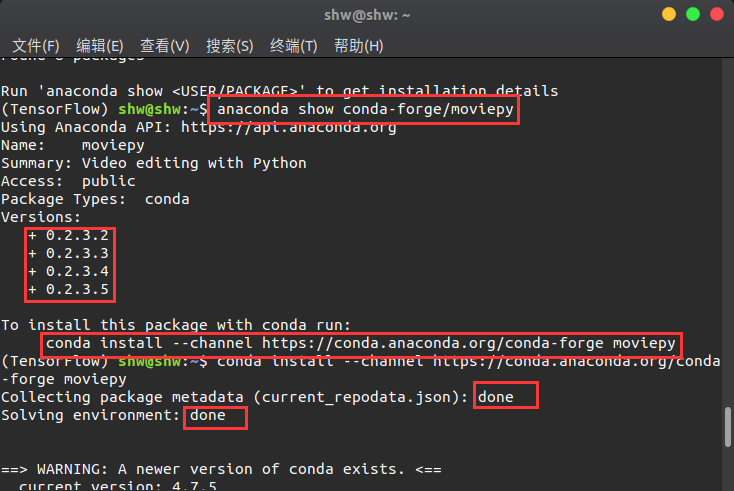 shw@shw: ~
文件(F) 编辑(E) 查看(V) 搜索(S) 终端(T) 帮助(H)
Found 6 packages
Run 'anaconda show <USER/PACKAGE>' to get installation details
(TensorFlow) shw@shw:~$ anaconda show conda-forge/moviepy
Using Anaconda API: https://api.anaconda.org
Name: moviepy
Summary: Video editing with Python
Access: public
Package Types: conda
Versions:
+ 0.2.3.2
+ 0.2.3.3
+ 0.2.3.4
+ 0.2.3.5
To install this package with conda run:
conda install --channel https://conda.anaconda.org/conda-forge moviepy
(TensorFlow) shw@shw:~$ conda install --channel https://conda.anaconda.org/conda
-forge moviepy
Collecting package metadata (current_repodata.json): done
Solving environment: done
==> WARNING: A newer version of conda exists. <==
current version: 4.7.5